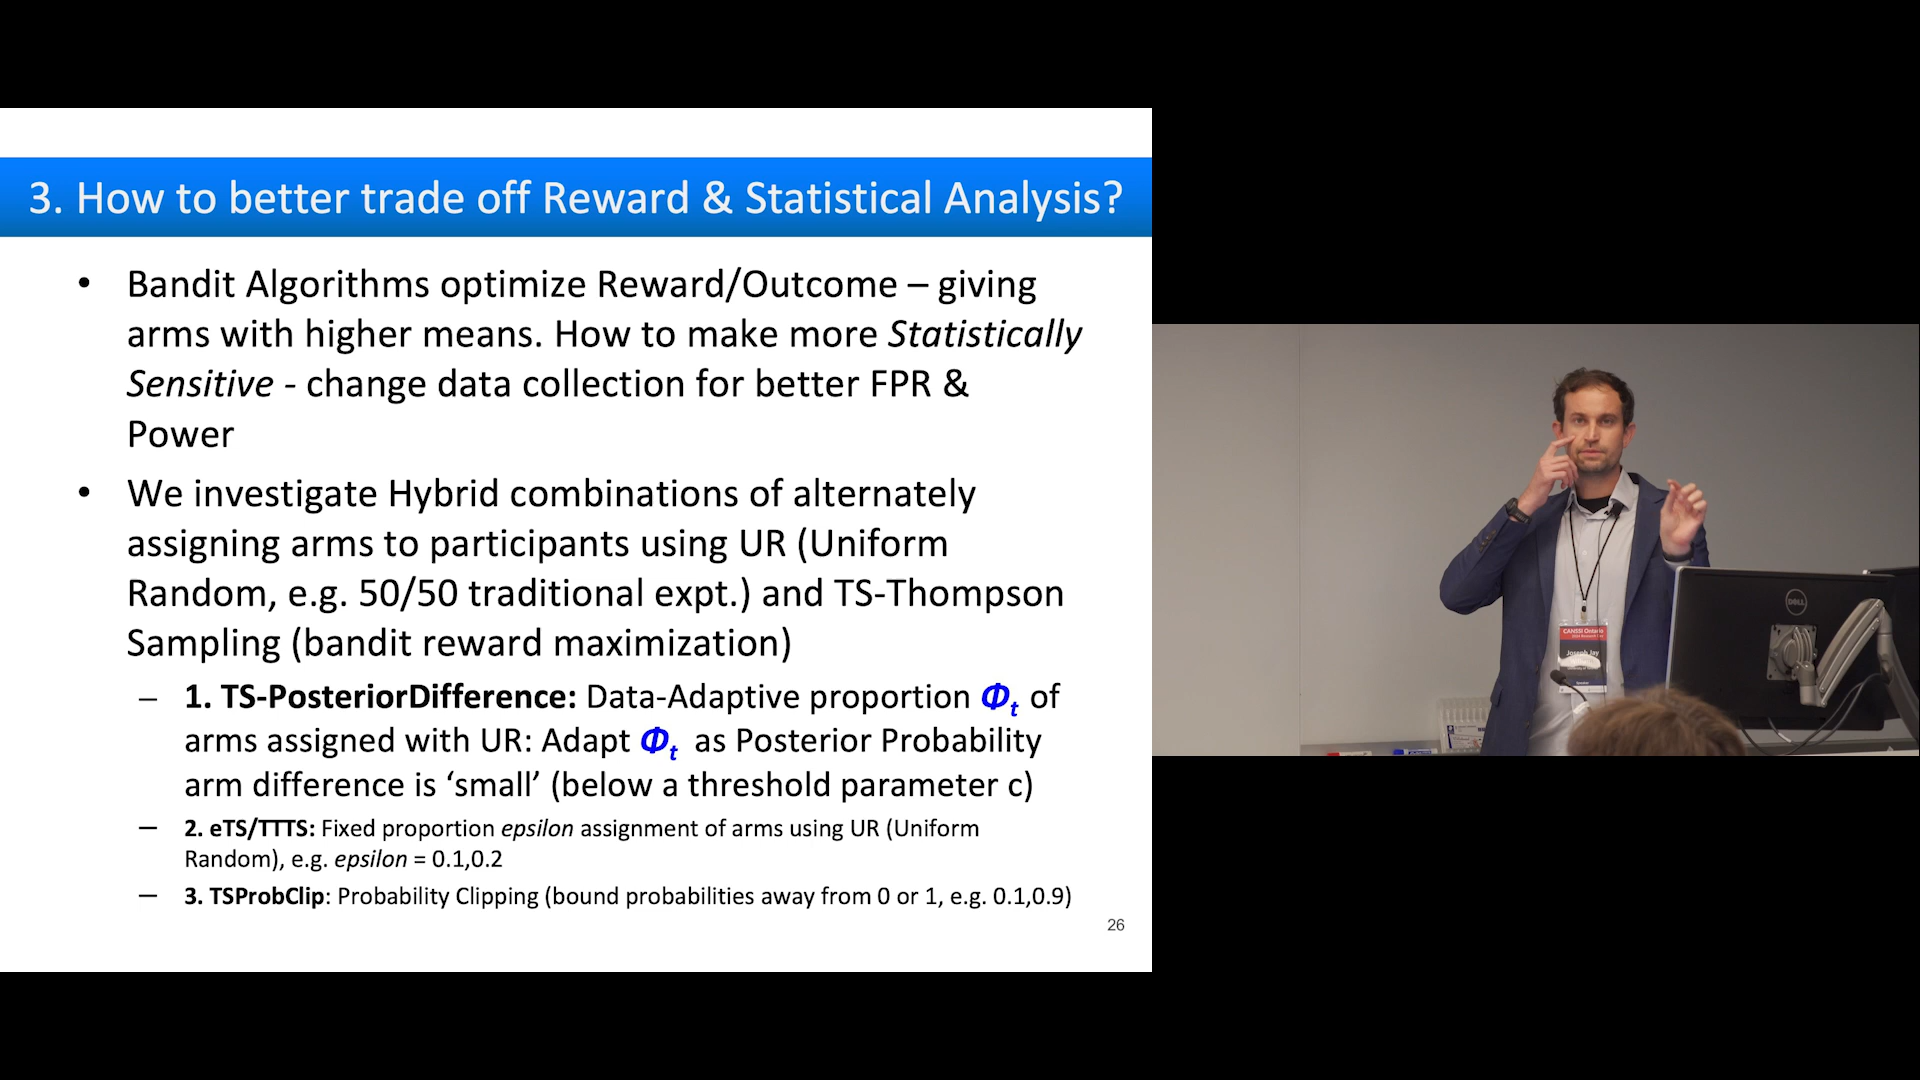 3. How to better trade off Reward & Statistical Analysis?
• Bandit Algorithms optimize Reward/Outcome – giving
arms with higher means. How to make more Statistically
Sensitive - change data collection for better FPR &
Power
• We investigate Hybrid combinations of alternately
assigning arms to participants using UR (Uniform
Random, e.g. 50/50 traditional expt.) and TS-Thompson
Sampling (bandit reward maximization)
– 1. TS-PosteriorDifference: Data-Adaptive proportion Φt of
arms assigned with UR: Adapt Φt as Posterior Probability
arm difference is ‘small’ (below a threshold parameter c)
– 2. eTS/TTTS: Fixed proportion epsilon assignment of arms using UR (Uniform
Random), e.g. epsilon = 0.1,0.2
– 3. TSProbClip: Probability Clipping (bound probabilities away from 0 or 1, e.g. 0.1,0.9)
26
DELL
CANSSI Ontario
Joseph Jay